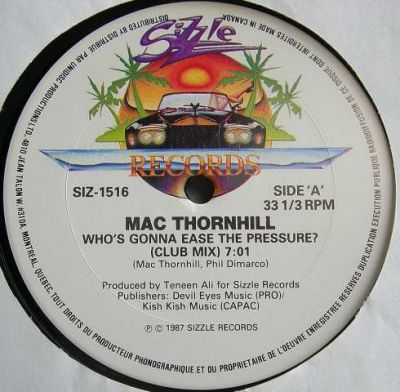 Sizzle
RECORDS
SIZ-1516
SIDE 'A'
33 1/3 RPM
MAC THORNHILL
WHO'S GONNA EASE THE PRESSURE?
(CLUB MIX) 7:01
(Mac Thornhill, Phil Dimarco)
Produced by Teneen Ali for Sizzle Records
Publishers: Devil Eyes Music (PRO)/
Kish Kish Music (CAPAC)
℗ © 1987 SIZZLE RECORDS
DISTRIBUTED BY/DISTRIBUE PAR UNIDISC PRODUCTIONS LTD. 4810 JEAN TALON W. #310A, MONTREAL, QUEBEC, TOUT DROITS DU PRODUCTEUR PHONOGRAPHIQUE ET DU PROPRIETAIRE DE L'OEUVRE ENREGISTREE RESERVES DUPLICATION EXECUTION PUBLIQUE RADIODIFFUSION DE CE DISQUE SONT INTERDITES MADE IN CANADA